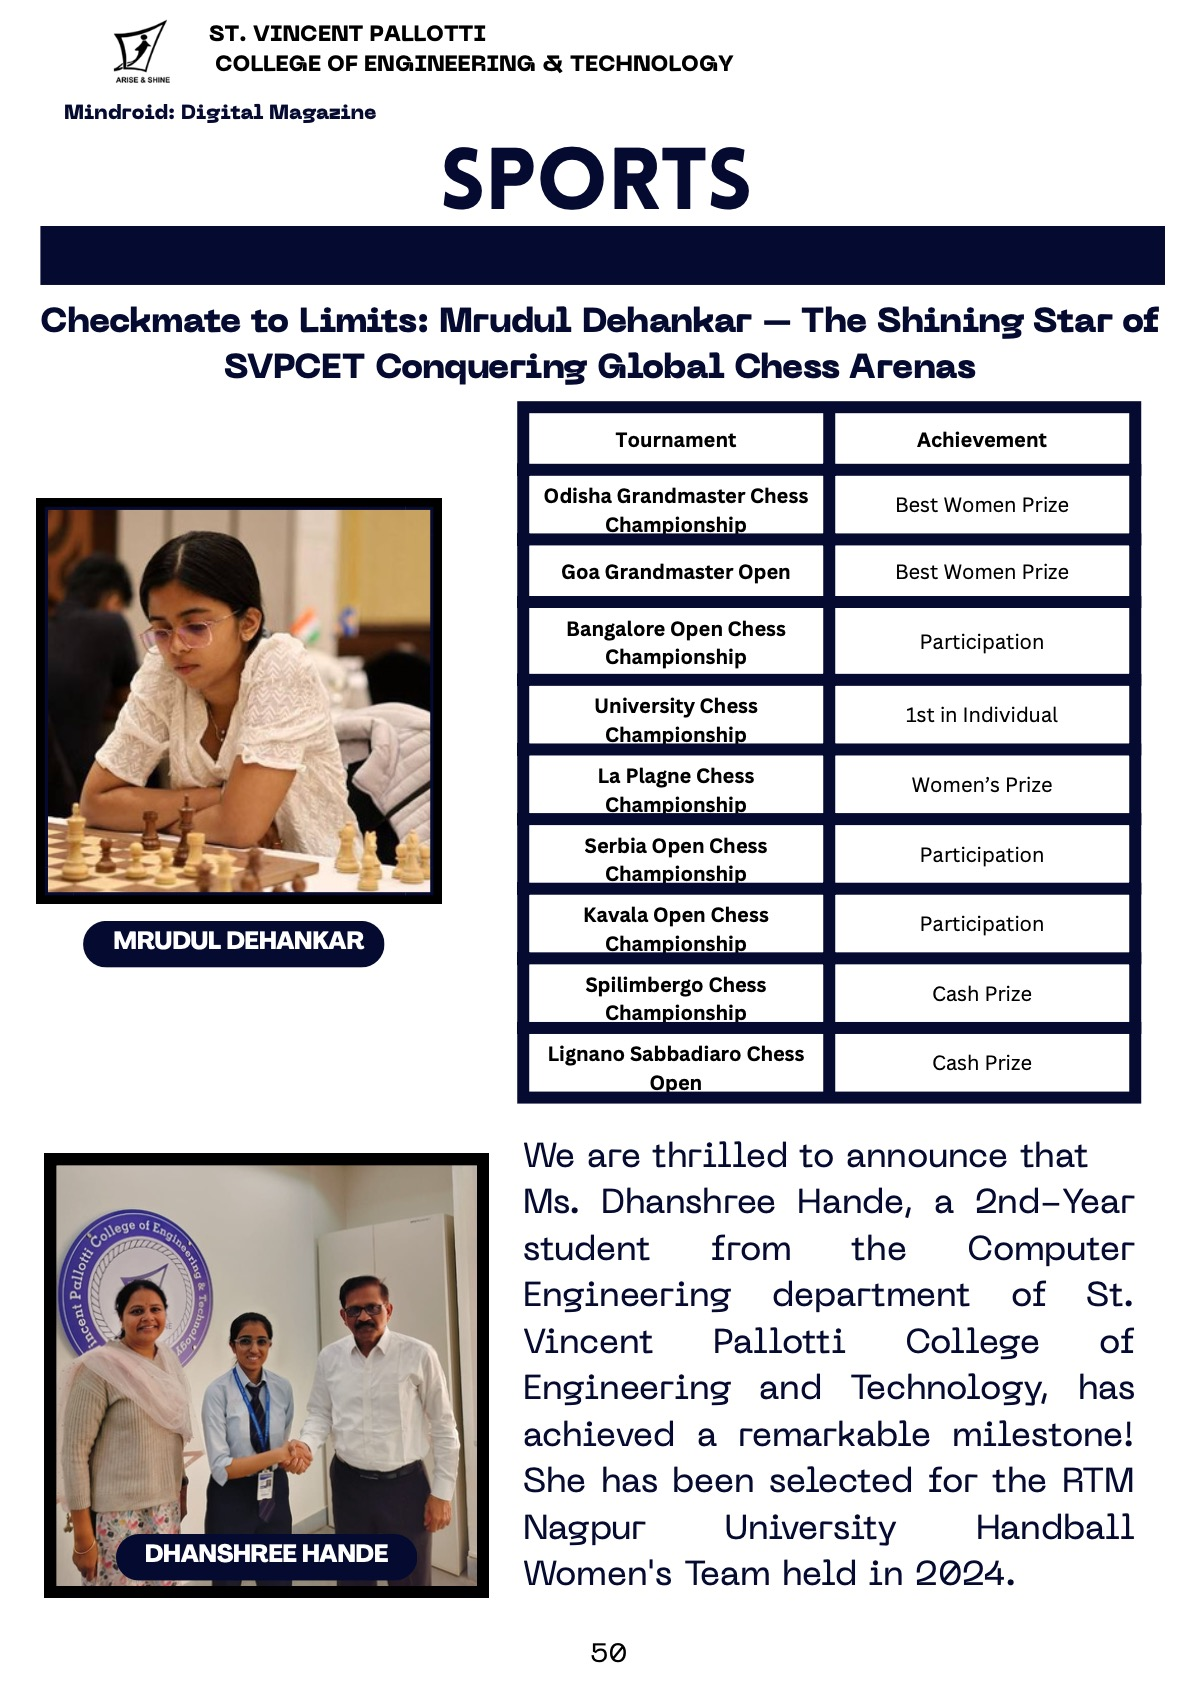 ST. VINCENT PALLOTTI
COLLEGE OF ENGINEERING & TECHNOLOGY
ARISE & SHINE
Mindroid: Digital Magazine
SPORTS
Checkmate to Limits: Mrudul Dehankar – The Shining Star of
SVPCET Conquering Global Chess Arenas
Tournament Achievement
Odisha Grandmaster Chess
Championship
Best Women Prize
Goa Grandmaster Open Best Women Prize
Bangalore Open Chess
Championship
Participation
University Chess
Championship
1st in Individual
La Plagne Chess
Championship
Women’s Prize
Serbia Open Chess
Championship
Participation
Kavala Open Chess
Championship
Participation
Spilimbergo Chess
Championship
Cash Prize
Lignano Sabbadiaro Chess
Open
Cash Prize
MRUDUL DEHANKAR
We are thrilled to announce that
Ms. Dhanshree Hande, a 2nd-Year
student from the Computer
Engineering department of St.
Vincent Pallotti College of
Engineering and Technology, has
achieved a remarkable milestone!
She has been selected for the RTM
Nagpur University Handball
Women's Team held in 2024.
incent Pallotti College of Engineering & Technology
DHANSHREE HANDE
50